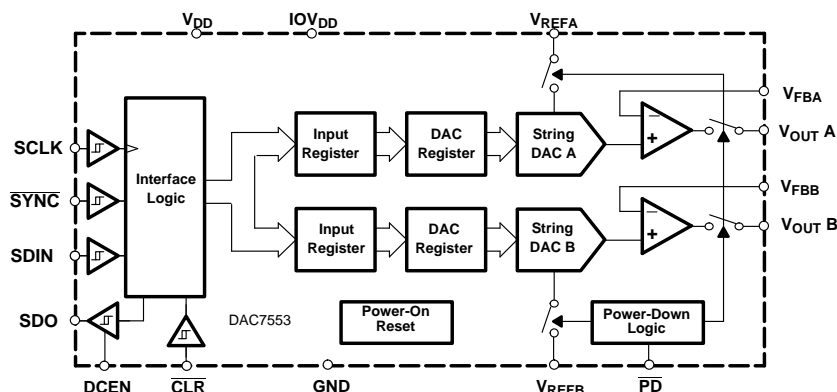 VDD
IOVDD
VREFA
VFBA
SCLK
Input
Register
DAC
Register
String
DAC A
−
+
VOUT A
Interface
Logic
SYNC
VFBB
SDIN
Input
Register
DAC
Register
String
DAC B
−
+
VOUT B
SDO
DAC7553
Power-On
Reset
Power-Down
Logic
DCEN
CLR
GND
VREFB
PD